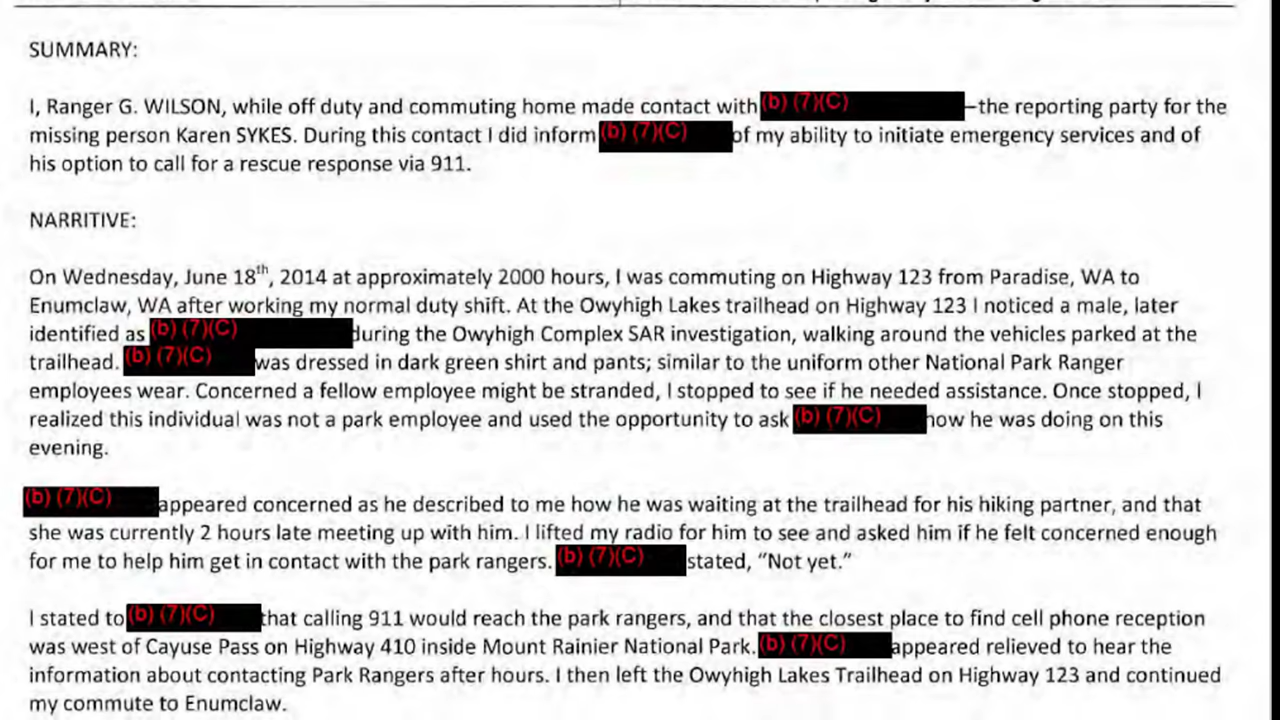 SUMMARY:
I, Ranger G. WILSON, while off duty and commuting home made contact with (b) (7)(C) –the reporting party for the
missing person Karen SYKES. During this contact I did inform (b) (7)(C) of my ability to initiate emergency services and of
his option to call for a rescue response via 911.
NARRITIVE:
On Wednesday, June 18th, 2014 at approximately 2000 hours, I was commuting on Highway 123 from Paradise, WA to
Enumclaw, WA after working my normal duty shift. At the Owyhigh Lakes trailhead on Highway 123 I noticed a male, later
identified as (b) (7)(C) during the Owyhigh Complex SAR investigation, walking around the vehicles parked at the
trailhead. (b) (7)(C) was dressed in dark green shirt and pants; similar to the uniform other National Park Ranger
employees wear. Concerned a fellow employee might be stranded, I stopped to see if he needed assistance. Once stopped, I
realized this individual was not a park employee and used the opportunity to ask (b) (7)(C) how he was doing on this
evening.
(b) (7)(C) appeared concerned as he described to me how he was waiting at the trailhead for his hiking partner, and that
she was currently 2 hours late meeting up with him. I lifted my radio for him to see and asked him if he felt concerned enough
for me to help him get in contact with the park rangers. (b) (7)(C) stated, “Not yet.”
I stated to (b) (7)(C) that calling 911 would reach the park rangers, and that the closest place to find cell phone reception
was west of Cayuse Pass on Highway 410 inside Mount Rainier National Park. (b) (7)(C) appeared relieved to hear the
information about contacting Park Rangers after hours. I then left the Owyhigh Lakes Trailhead on Highway 123 and continued
my commute to Enumclaw.